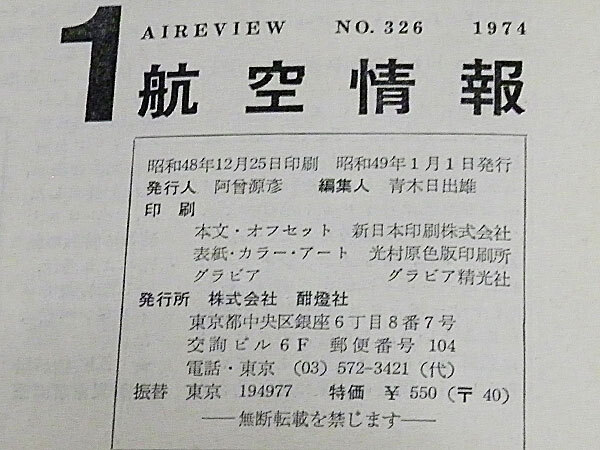 1 AIREVIEW NO. 326 1974
航空情報
昭和48年12月25日印刷 昭和49年1月1日発行
発行人 阿曾源彦 編集人 青木日出雄
印刷
本文・オフセット 新日本印刷株式会社
表紙・カラー・アート 光村原色版印刷所
グラビア グラビア精光社
発行所 株式会社 酣燈社
東京都中央区銀座6丁目8番7号
交詢ビル6F 郵便番号 104
電話・東京 (03) 572-3421 (代)
振替 東京 194977 特価 ¥550 (〒40)
——無断転載を禁じます——